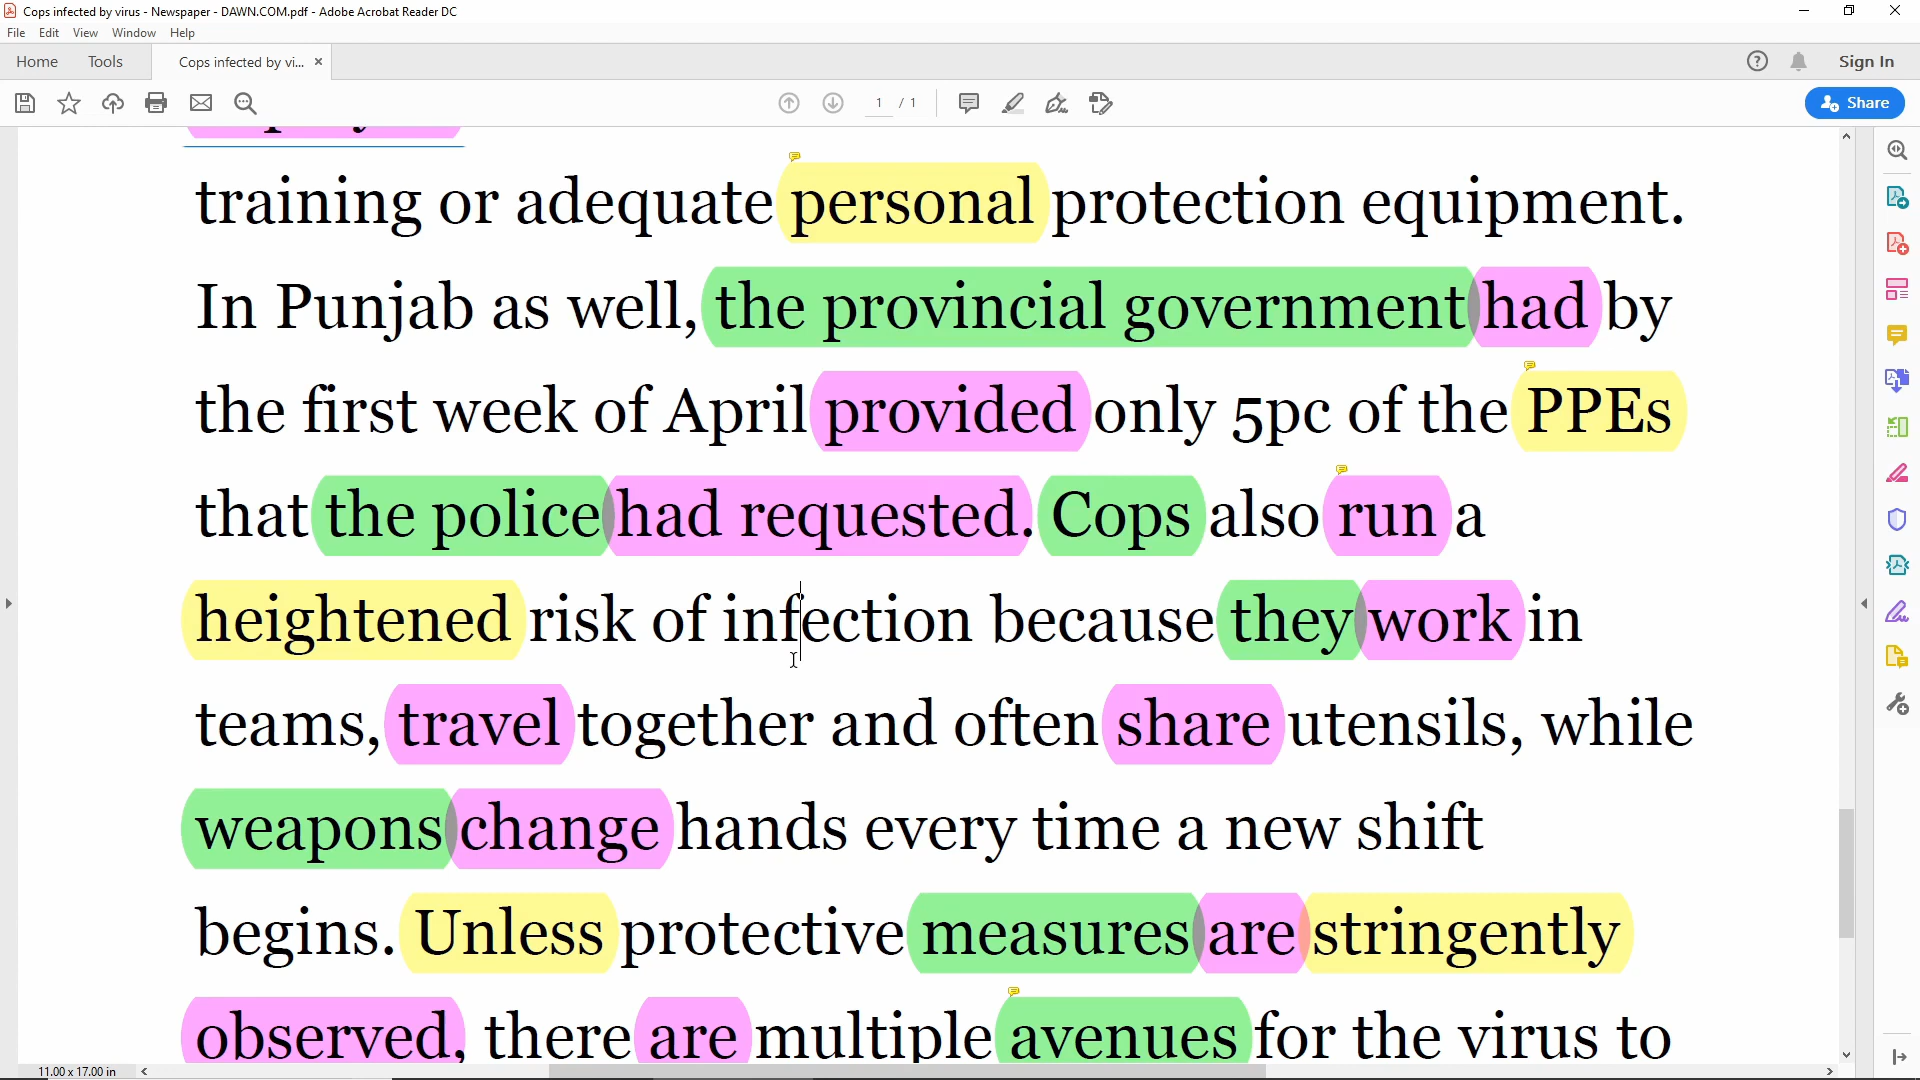 Cops infected by virus - Newspaper - DAWN.COM.pdf - Adobe Acrobat Reader DC
File Edit View Window Help
Home Tools Cops infected by vi... × Sign In
1 / 1 Share
training or adequate personal protection equipment.
In Punjab as well, the provincial government had by
the first week of April provided only 5pc of the PPEs
that the police had requested. Cops also run a
heightened risk of infection because they work in
teams, travel together and often share utensils, while
weapons change hands every time a new shift
begins. Unless protective measures are stringently
observed, there are multiple avenues for the virus to
11.00 x 17.00 in